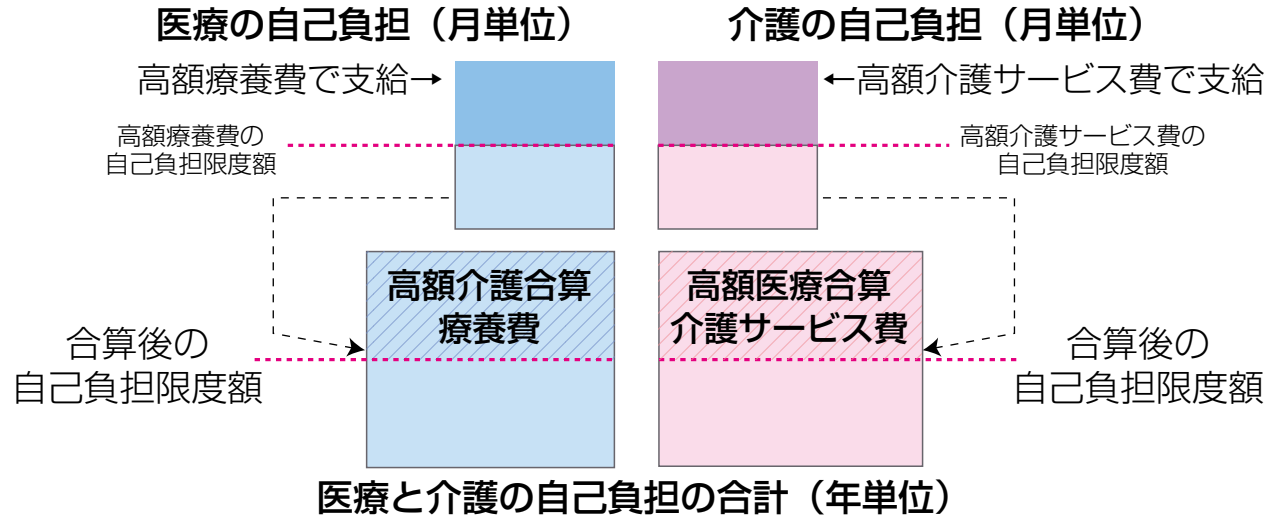 医療の自己負担（月単位）
介護の自己負担（月単位）
高額療養費で支給→
←高額介護サービス費で支給
高額療養費の
自己負担限度額
高額介護サービス費の
自己負担限度額
高額介護合算
療養費
高額医療合算
介護サービス費
合算後の
自己負担限度額
合算後の
自己負担限度額
医療と介護の自己負担の合計（年単位）